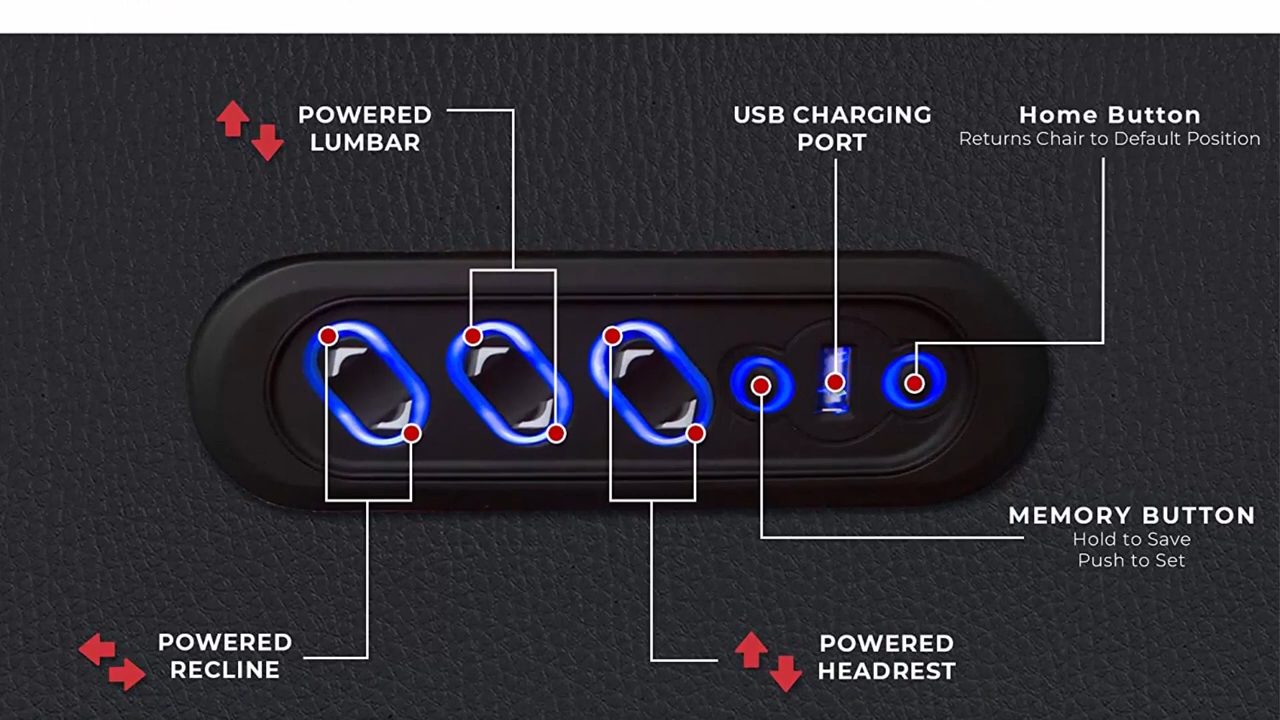 POWERED
LUMBAR
USB CHARGING
PORT
Home Button
Returns Chair to Default Position
MEMORY BUTTON
Hold to Save
Push to Set
POWERED
RECLINE
POWERED
HEADREST